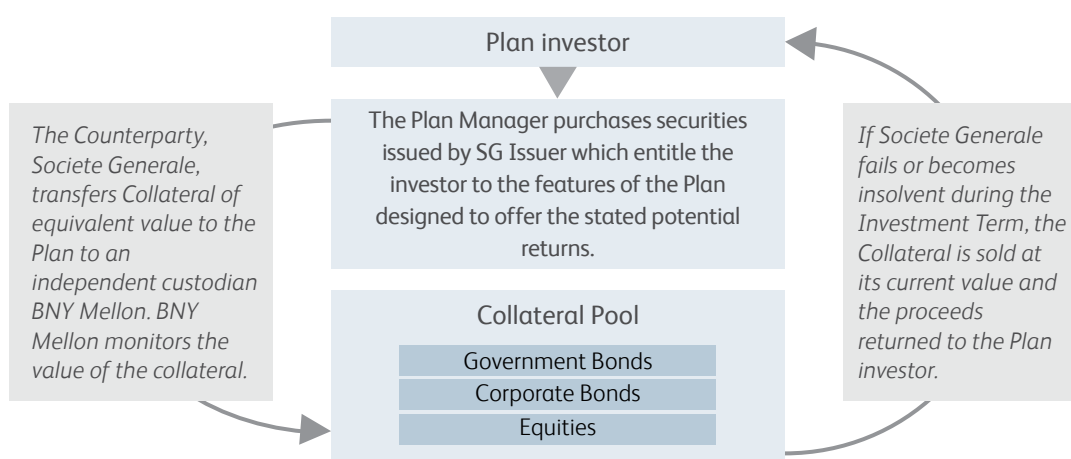 Plan investor
The Counterparty,
Societe Generale,
transfers Collateral of
equivalent value to the
Plan to an
independent custodian
BNY Mellon. BNY
Mellon monitors the
value of the collateral.
The Plan Manager purchases securities
issued by SG Issuer which entitle the
investor to the features of the Plan
designed to offer the stated potential
returns.
Collateral Pool
Government Bonds
Corporate Bonds
Equities
If Societe Generale
fails or becomes
insolvent during the
Investment Term, the
Collateral is sold at
its current value and
the proceeds
returned to the Plan
investor.